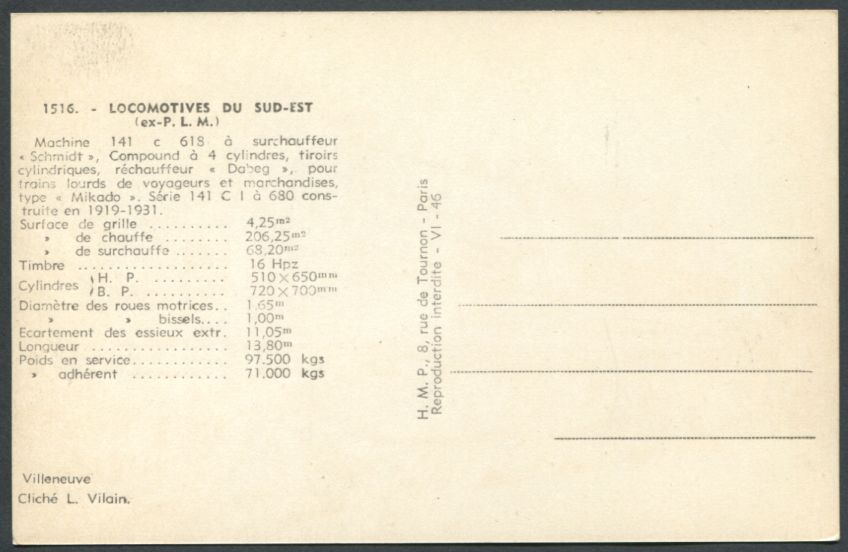 1516. - LOCOMOTIVES DU SUD-EST
(ex-P. L. M.)
Machine 141 c 618 à surchauffeur
« Schmidt », Compound à 4 cylindres, tiroirs
cylindriques, réchauffeur « Dabeg », pour
trains lourds de voyageurs et marchandises,
type « Mikado ». Série 141 C I à 680 cons-
truite en 1919-1931.
Surface de grille .......... 4,25m2
» de chauffe ........ 206,25m2
» de surchauffe ....... 68,20m2
Timbre .................. 16 Hpz
Cylindres H. P. .......... 510×650mm
B. P. .......... 720×700mm
Diamètre des roues motrices.. 1,65m
» » bissels.... 1,00m
Ecartement des essieux extr. 11,05m
Longueur .................. 13,80m
Poids en service............ 97.500 kgs
» adhérent ............ 71.000 kgs
Villeneuve
Cliché L. Vilain.
H. M. P., 8, rue de Tournon - Paris
Reproduction interdite - VI - 46